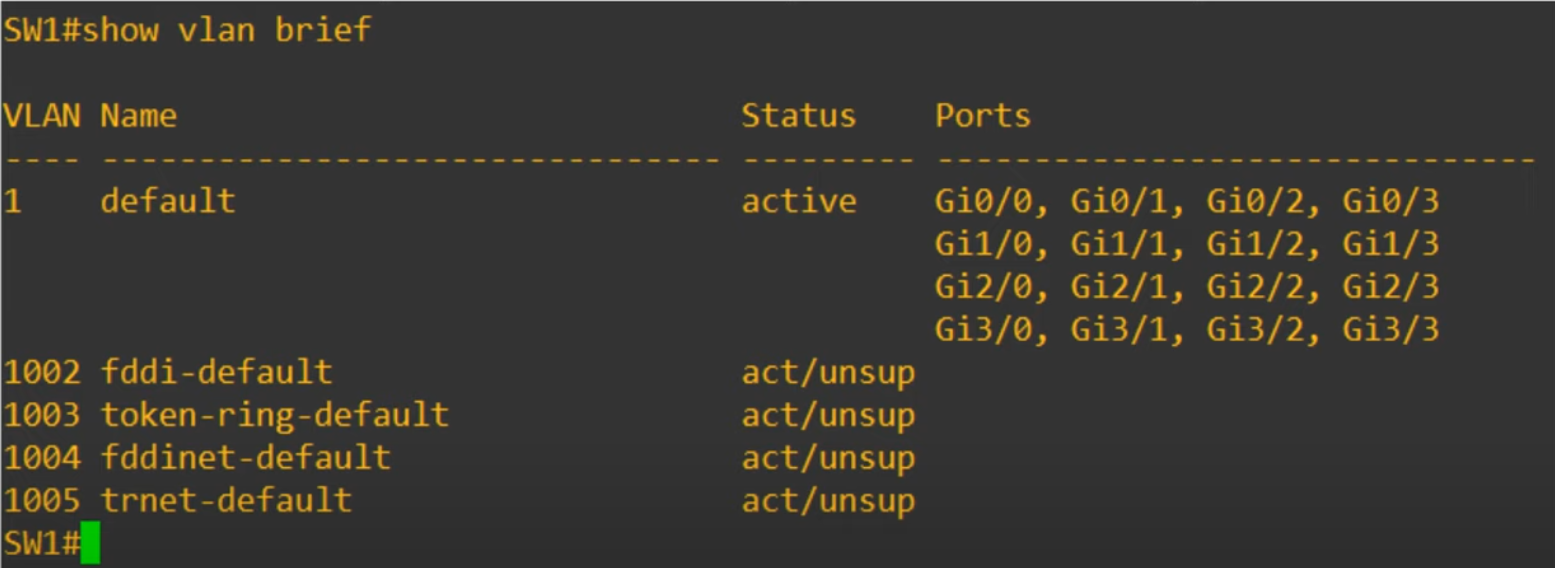 SW1#show vlan brief
VLAN Name                             Status    Ports
---- -------------------------------- --------- -------------------------------
1    default                          active    Gi0/0, Gi0/1, Gi0/2, Gi0/3
                                                Gi1/0, Gi1/1, Gi1/2, Gi1/3
                                                Gi2/0, Gi2/1, Gi2/2, Gi2/3
                                                Gi3/0, Gi3/1, Gi3/2, Gi3/3
1002 fddi-default                     act/unsup
1003 token-ring-default               act/unsup
1004 fddinet-default                  act/unsup
1005 trnet-default                    act/unsup
SW1#